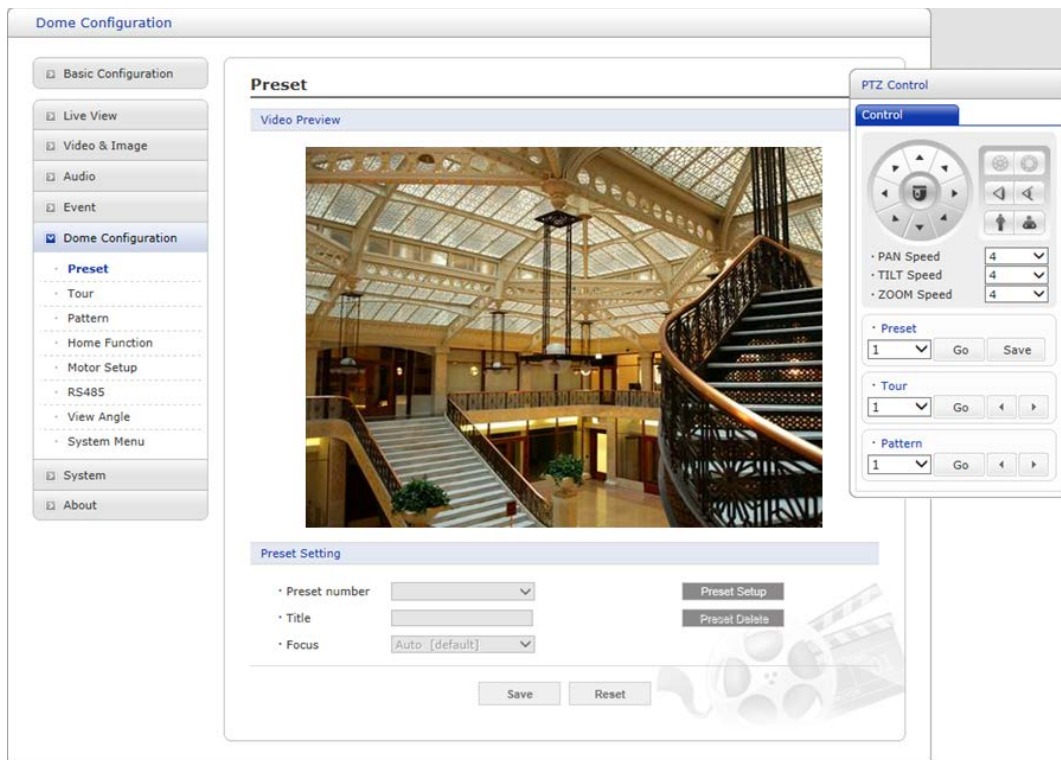 Dome Configuration
Basic Configuration
Live View
Video & Image
Audio
Event
Dome Configuration
Preset
Tour
Pattern
Home Function
Motor Setup
RS485
View Angle
System Menu
System
About
Preset
Video Preview
Preset Setting
Preset number
Title
Focus Auto [default]
Preset Setup
Preset Delete
Save Reset
PTZ Control
Control
PAN Speed 4
TILT Speed 4
ZOOM Speed 4
Preset
1 Go Save
Tour
1 Go
Pattern
1 Go